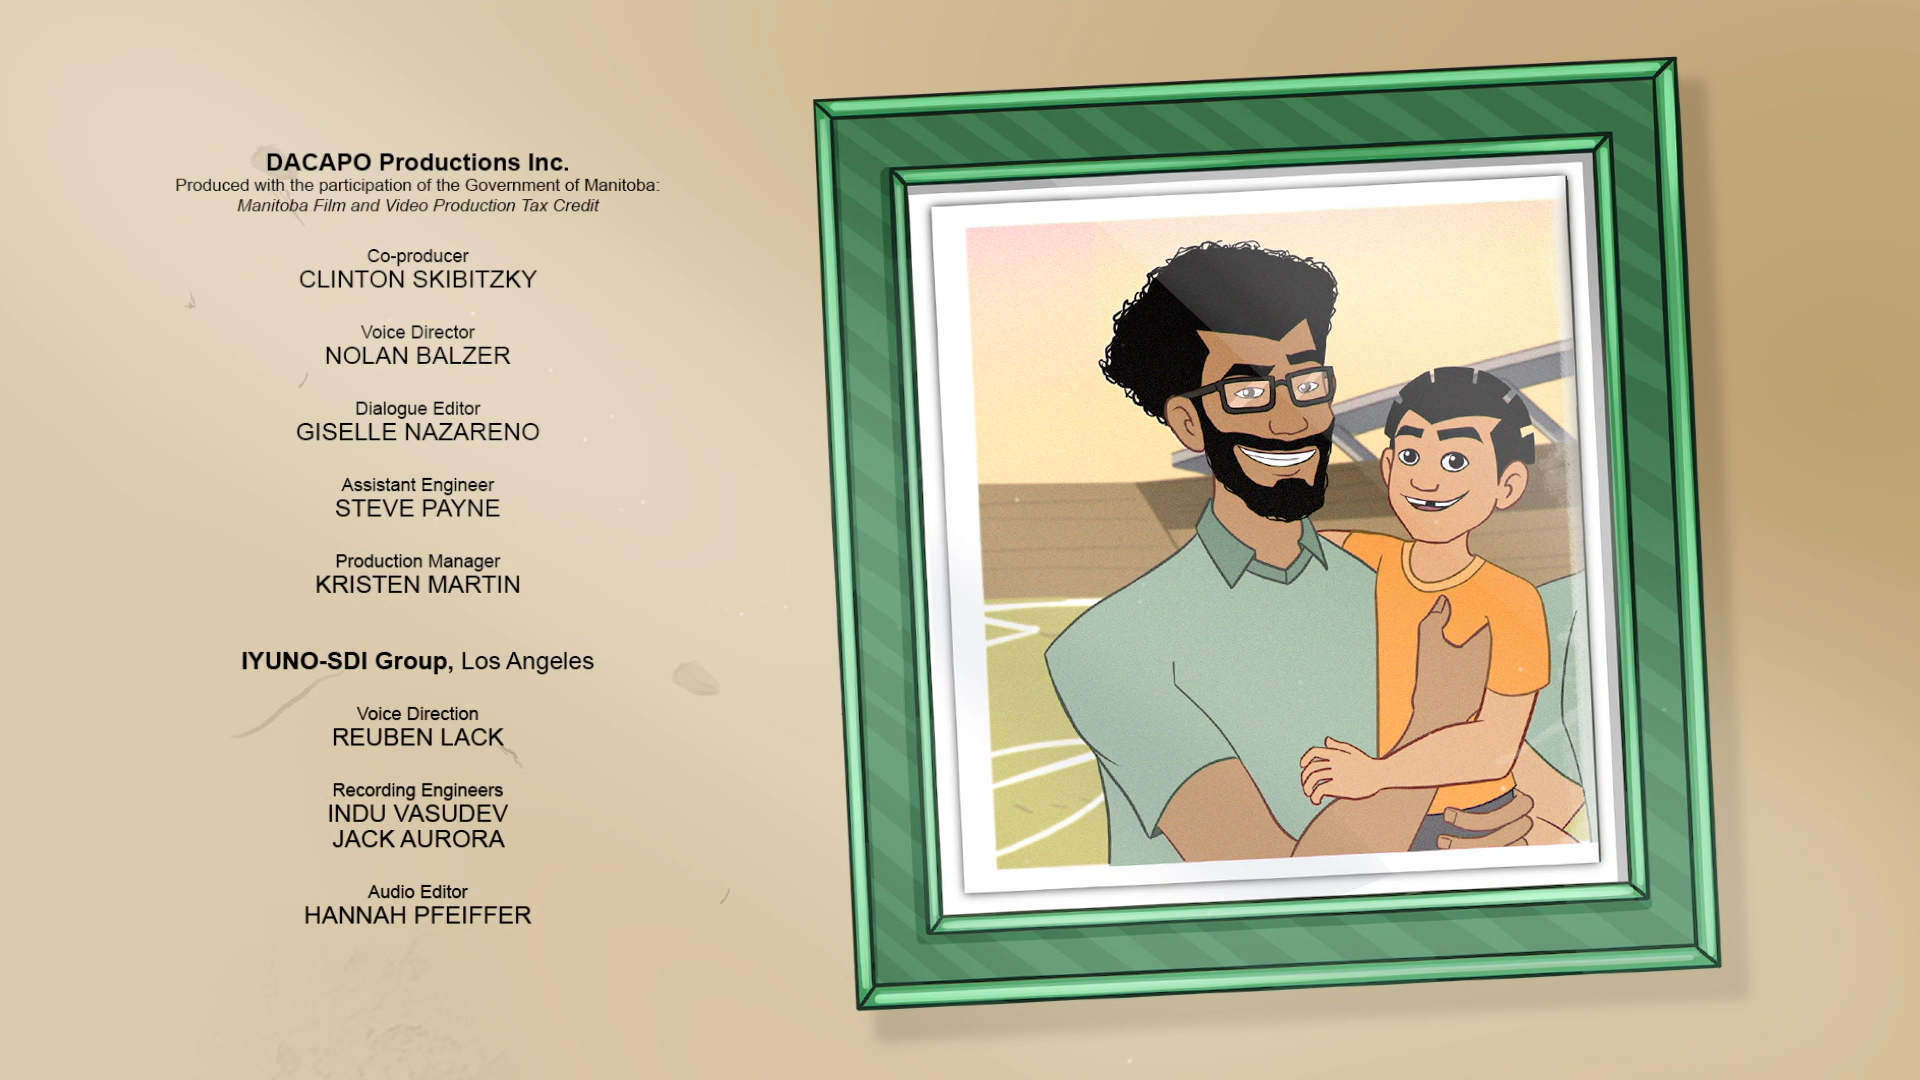 DACAPO Productions Inc.
Produced with the participation of the Government of Manitoba:
Manitoba Film and Video Production Tax Credit
Co-producer
CLINTON SKIBITZKY
Voice Director
NOLAN BALZER
Dialogue Editor
GISELLE NAZARENO
Assistant Engineer
STEVE PAYNE
Production Manager
KRISTEN MARTIN
IYUNO-SDI Group, Los Angeles
Voice Direction
REUBEN LACK
Recording Engineers
INDU VASUDEV
JACK AURORA
Audio Editor
HANNAH PFEIFFER